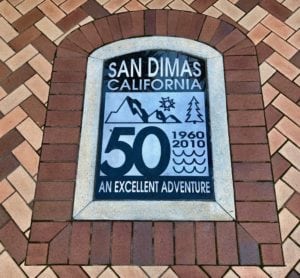 SAN DIMAS
CALIFORNIA
50
1960
2010
AN EXCELLENT ADVENTURE